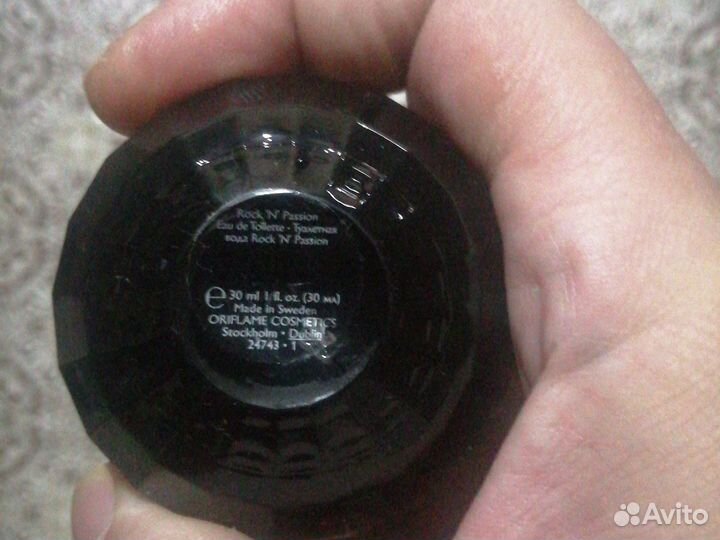 Rock 'N' Passion
Eau de Toilette - Туалетная
вода Rock 'N' Passion
℮ 30 ml 1 fl. oz. (30 мл)
Made in Sweden
ORIFLAME COSMETICS
Stockholm • Dublin
24743 • 1
Avito